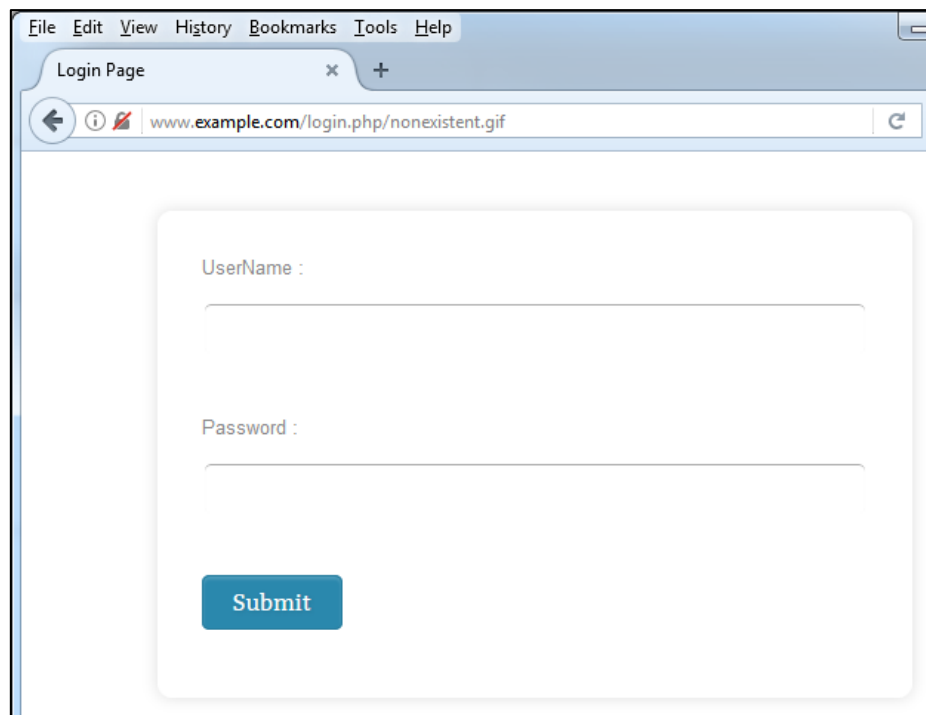 File Edit View History Bookmarks Tools Help
Login Page
www.example.com/login.php/nonexistent.gif
UserName :
Password :
Submit